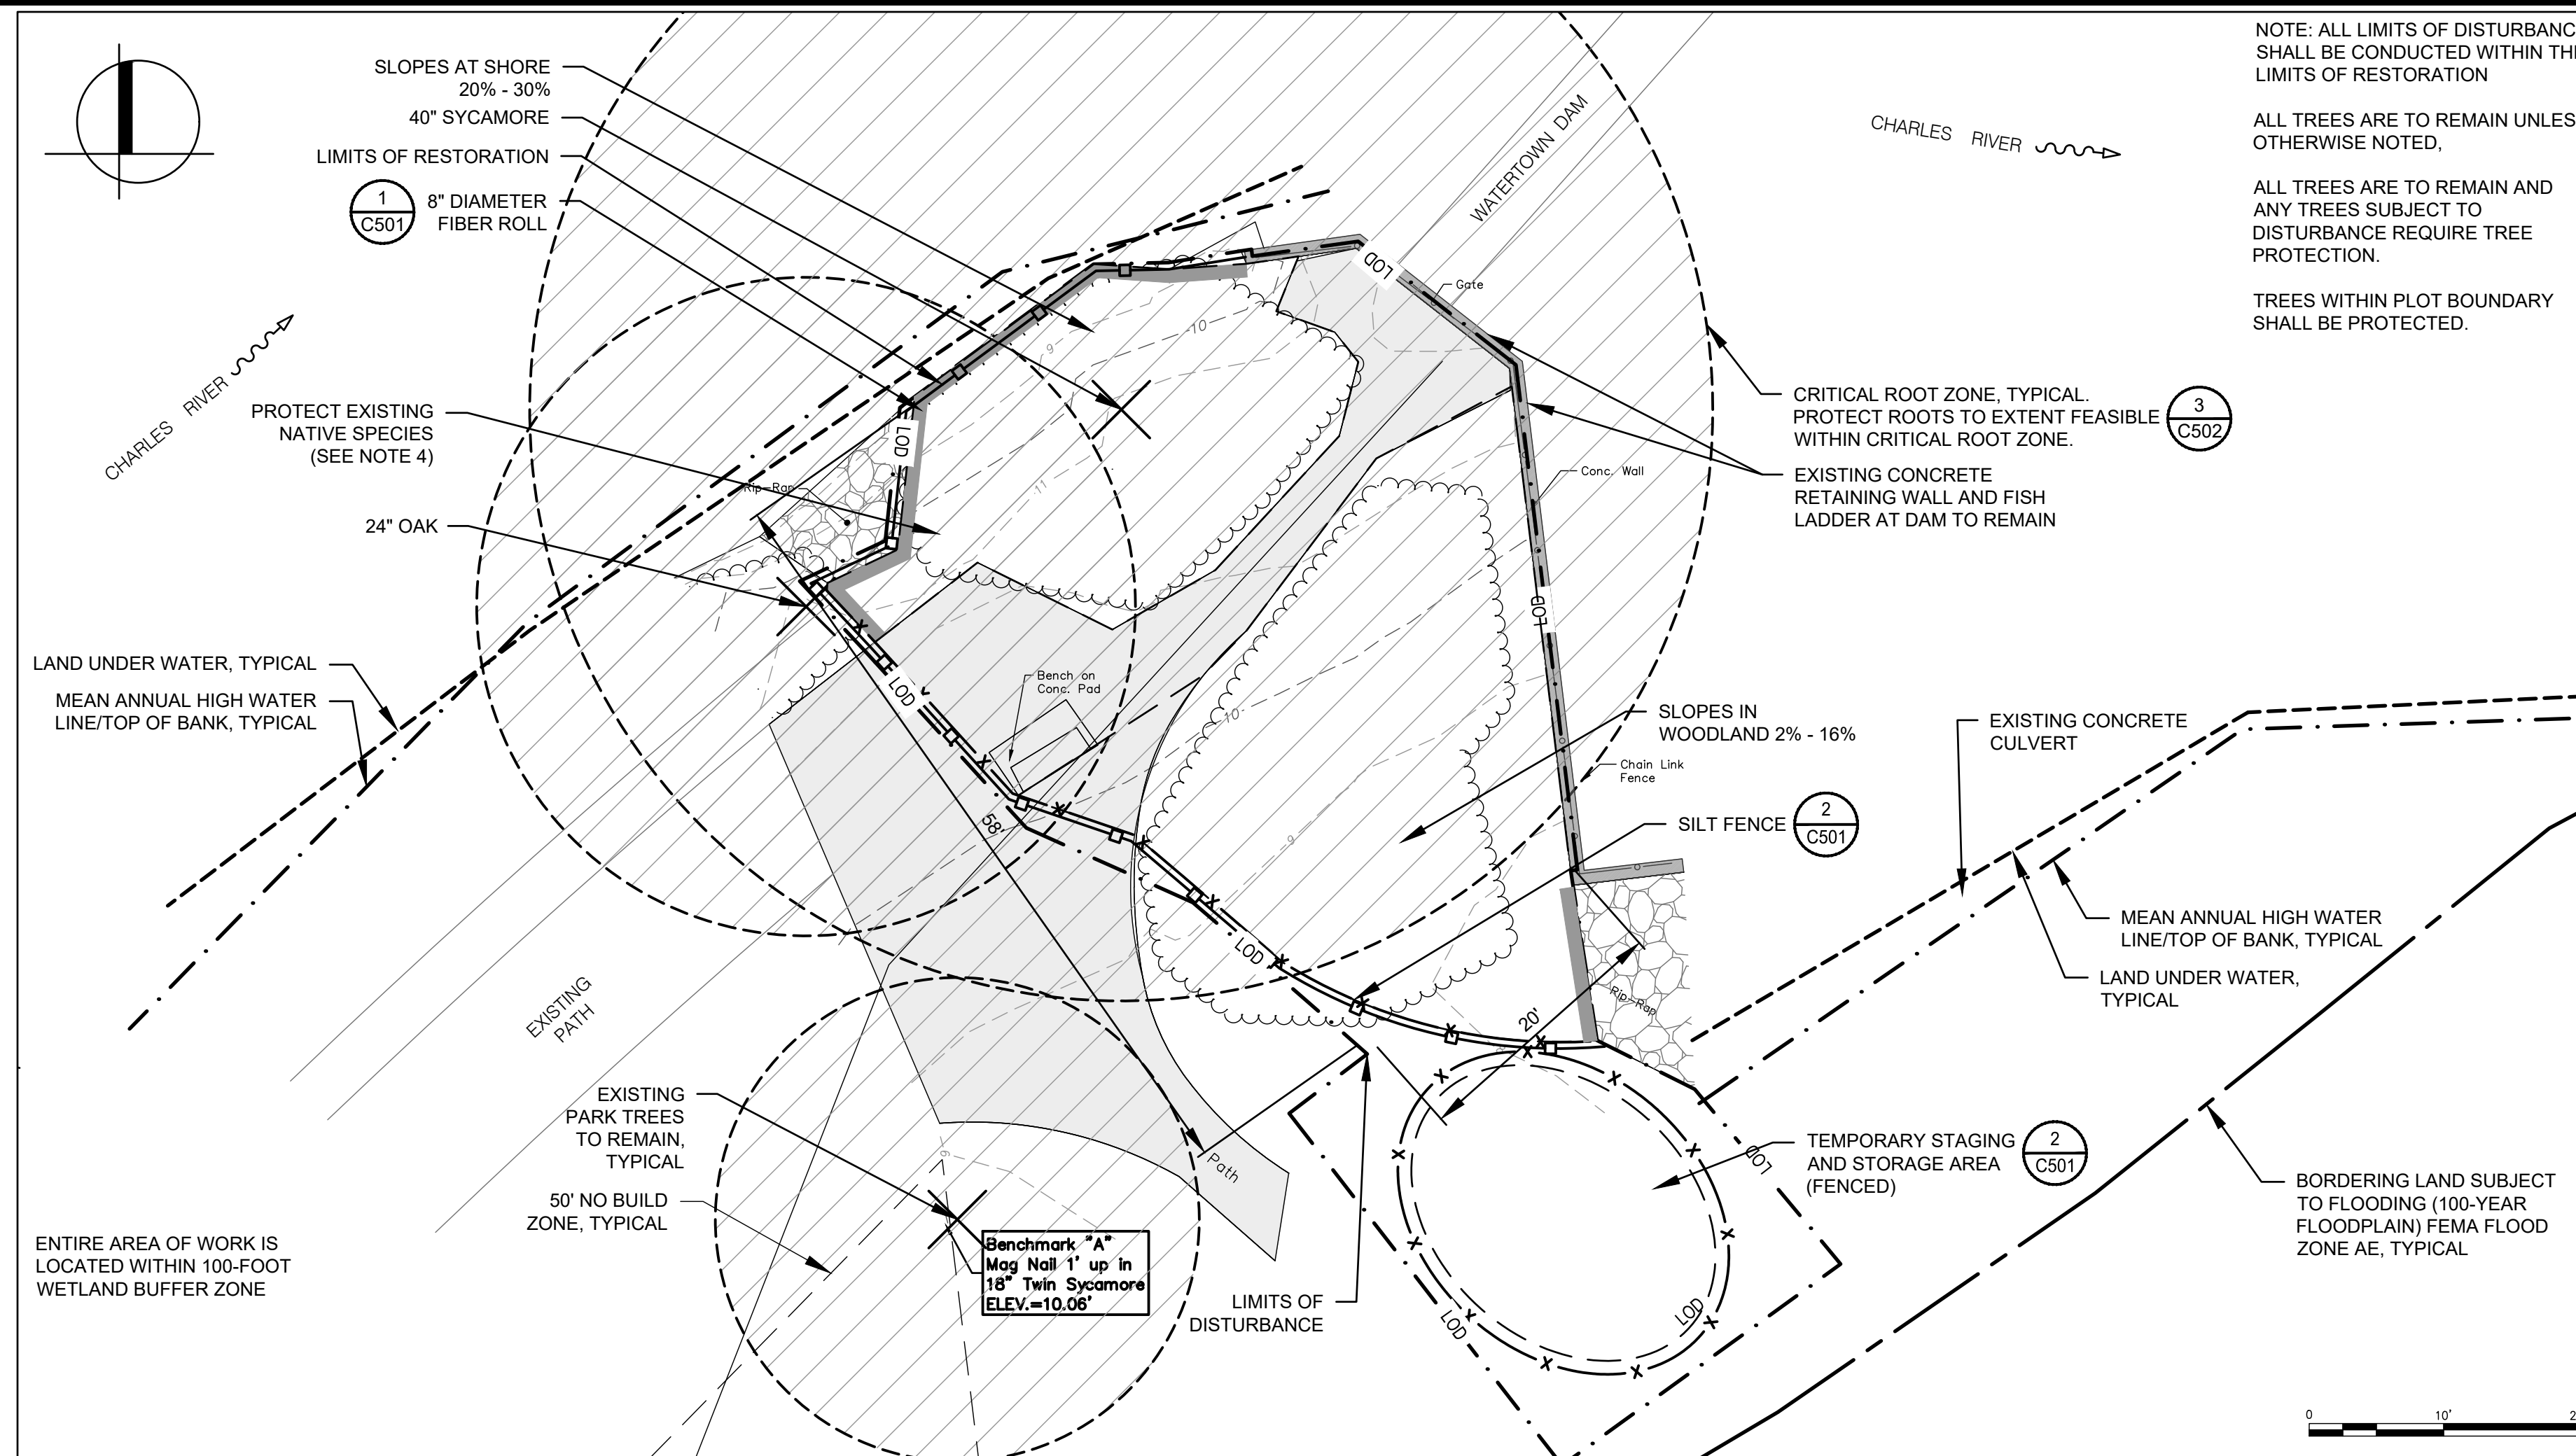 SLOPES AT SHORE
20% - 30%
40" SYCAMORE
LIMITS OF RESTORATION
1
C501
8" DIAMETER
FIBER ROLL
CHARLES RIVER
PROTECT EXISTING
NATIVE SPECIES
(SEE NOTE 4)
24" OAK
LAND UNDER WATER, TYPICAL
MEAN ANNUAL HIGH WATER
LINE/TOP OF BANK, TYPICAL
EXISTING
PATH
EXISTING
PARK TREES
TO REMAIN,
TYPICAL
50' NO BUILD
ZONE, TYPICAL
ENTIRE AREA OF WORK IS
LOCATED WITHIN 100-FOOT
WETLAND BUFFER ZONE
Benchmark "A"
Mag Nail 1' up in
18" Twin Sycamore
ELEV.=10.06'
LOD
Rip-Rap
LOD
9
10
11
Bench on
Conc. Pad
58'
10
9
9
LOD
Path
LOD
WATERTOWN DAM
Gate
Conc. Wall
LOD
Chain Link
Fence
Rip-Rap
20'
LOD
LOD
LOD
LIMITS OF
DISTURBANCE
CHARLES RIVER
CRITICAL ROOT ZONE, TYPICAL.
PROTECT ROOTS TO EXTENT FEASIBLE
WITHIN CRITICAL ROOT ZONE.
3
C502
EXISTING CONCRETE
RETAINING WALL AND FISH
LADDER AT DAM TO REMAIN
SLOPES IN
WOODLAND 2% - 16%
SILT FENCE
2
C501
EXISTING CONCRETE
CULVERT
MEAN ANNUAL HIGH WATER
LINE/TOP OF BANK, TYPICAL
LAND UNDER WATER,
TYPICAL
TEMPORARY STAGING
AND STORAGE AREA
(FENCED)
2
C501
BORDERING LAND SUBJECT
TO FLOODING (100-YEAR
FLOODPLAIN) FEMA FLOOD
ZONE AE, TYPICAL
NOTE: ALL LIMITS OF DISTURBANC
SHALL BE CONDUCTED WITHIN TH
LIMITS OF RESTORATION
ALL TREES ARE TO REMAIN UNLES
OTHERWISE NOTED,
ALL TREES ARE TO REMAIN AND
ANY TREES SUBJECT TO
DISTURBANCE REQUIRE TREE
PROTECTION.
TREES WITHIN PLOT BOUNDARY
SHALL BE PROTECTED.
0
10'
2